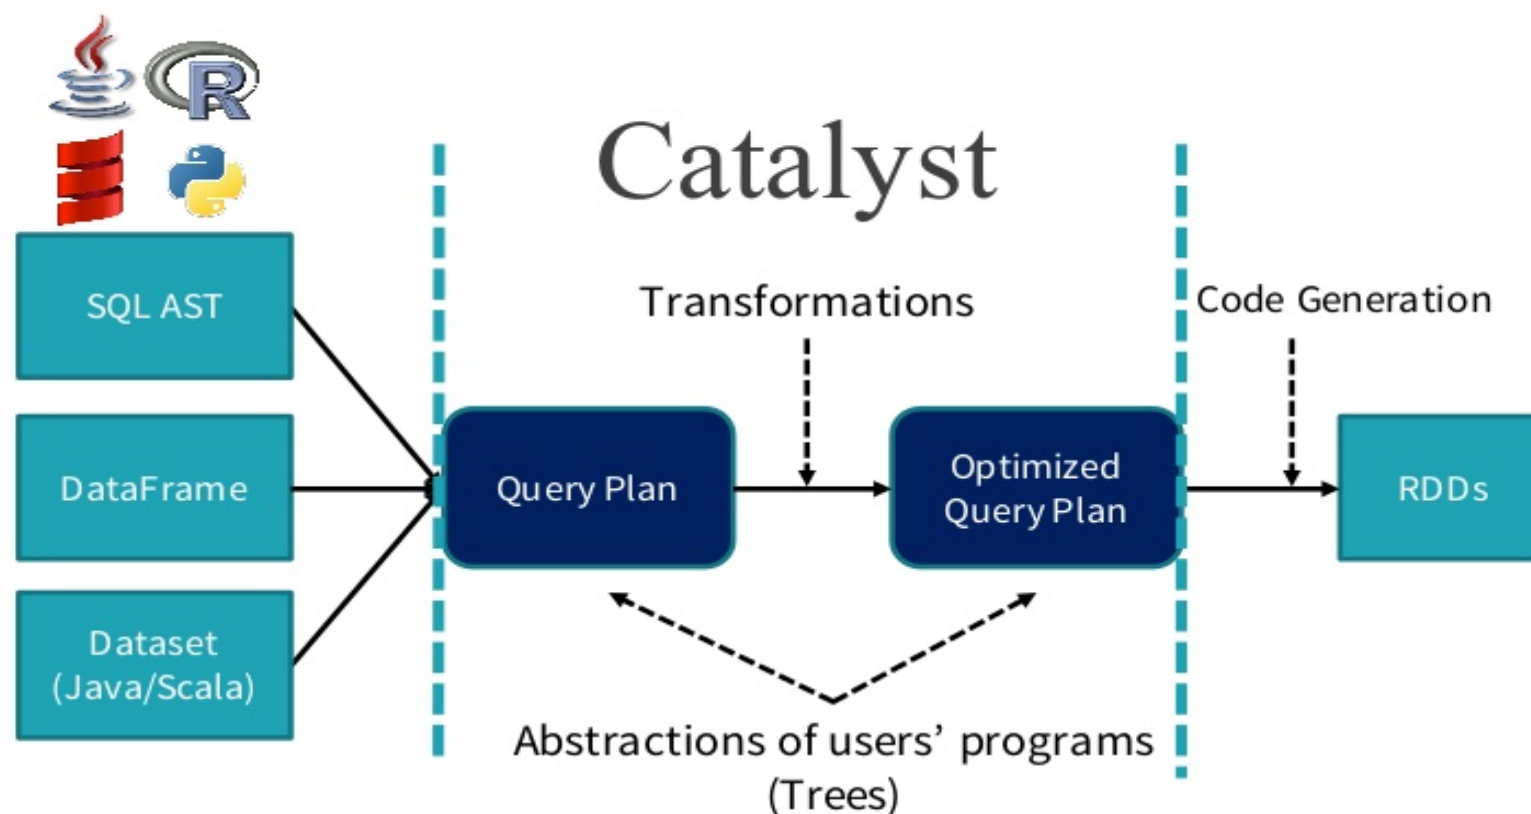 R
Catalyst
SQL AST
Transformations
Code Generation
DataFrame
Query Plan
Optimized
Query Plan
RDDs
Dataset
(Java/Scala)
Abstractions of users’ programs
(Trees)